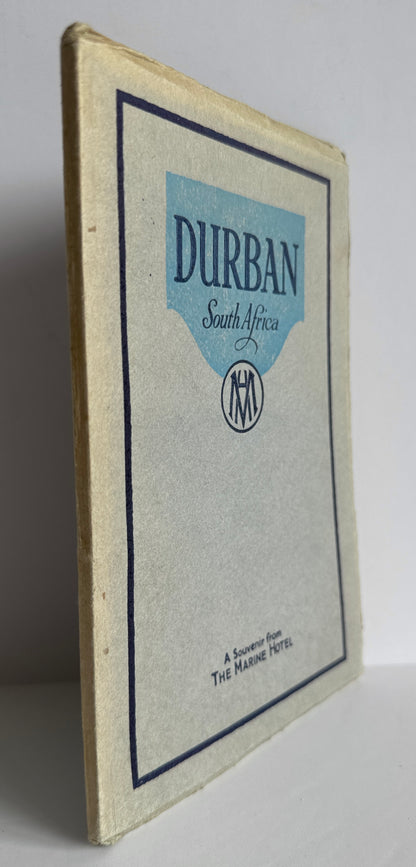 DURBAN
South Africa
MH
A Souvenir from
THE MARINE HOTEL